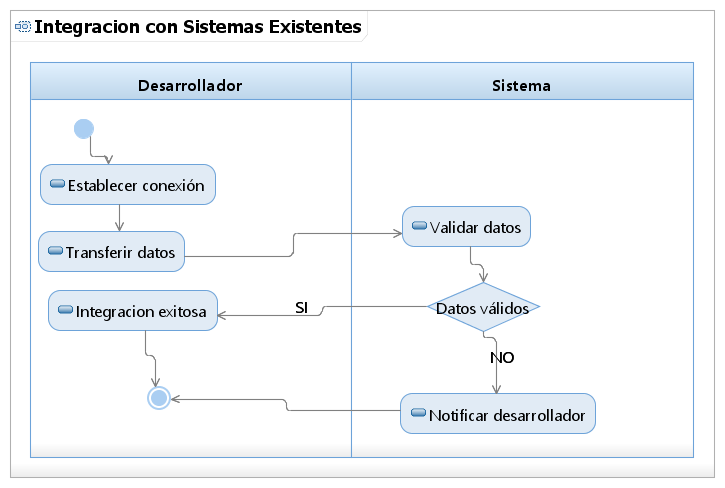 Integracion con Sistemas Existentes
Desarrollador
Sistema
Establecer conexión
Transferir datos
Validar datos
Integracion exitosa
SI
Datos válidos
NO
Notificar desarrollador